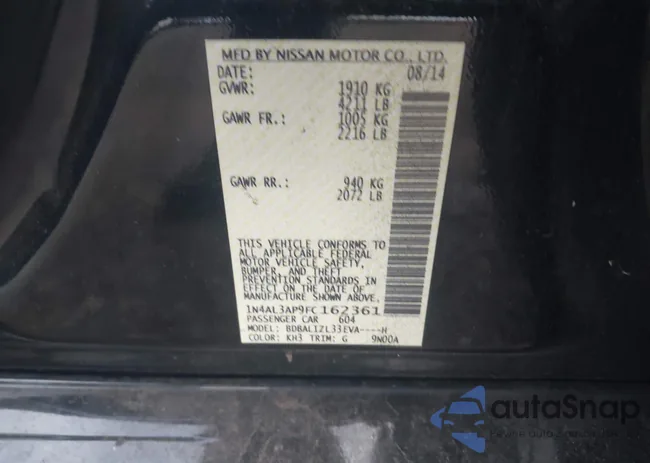 MFD BY NISSAN MOTOR CO., LTD.
DATE: 08/14
GVWR: 1910 KG
4211 LB
GAWR FR.: 1005 KG
2216 LB
GAWR RR.: 940 KG
2072 LB
THIS VEHICLE CONFORMS TO
ALL APPLICABLE FEDERAL
MOTOR VEHICLE SAFETY,
BUMPER, AND THEFT
PREVENTION STANDARDS IN
EFFECT ON THE DATE OF
MANUFACTURE SHOWN ABOVE.
1N4AL3AP9FC162361
PASSENGER CAR 604
MODEL: BDBALIZL33EVA----H
COLOR: KH3 TRIM: G 9N00A
autoSnap